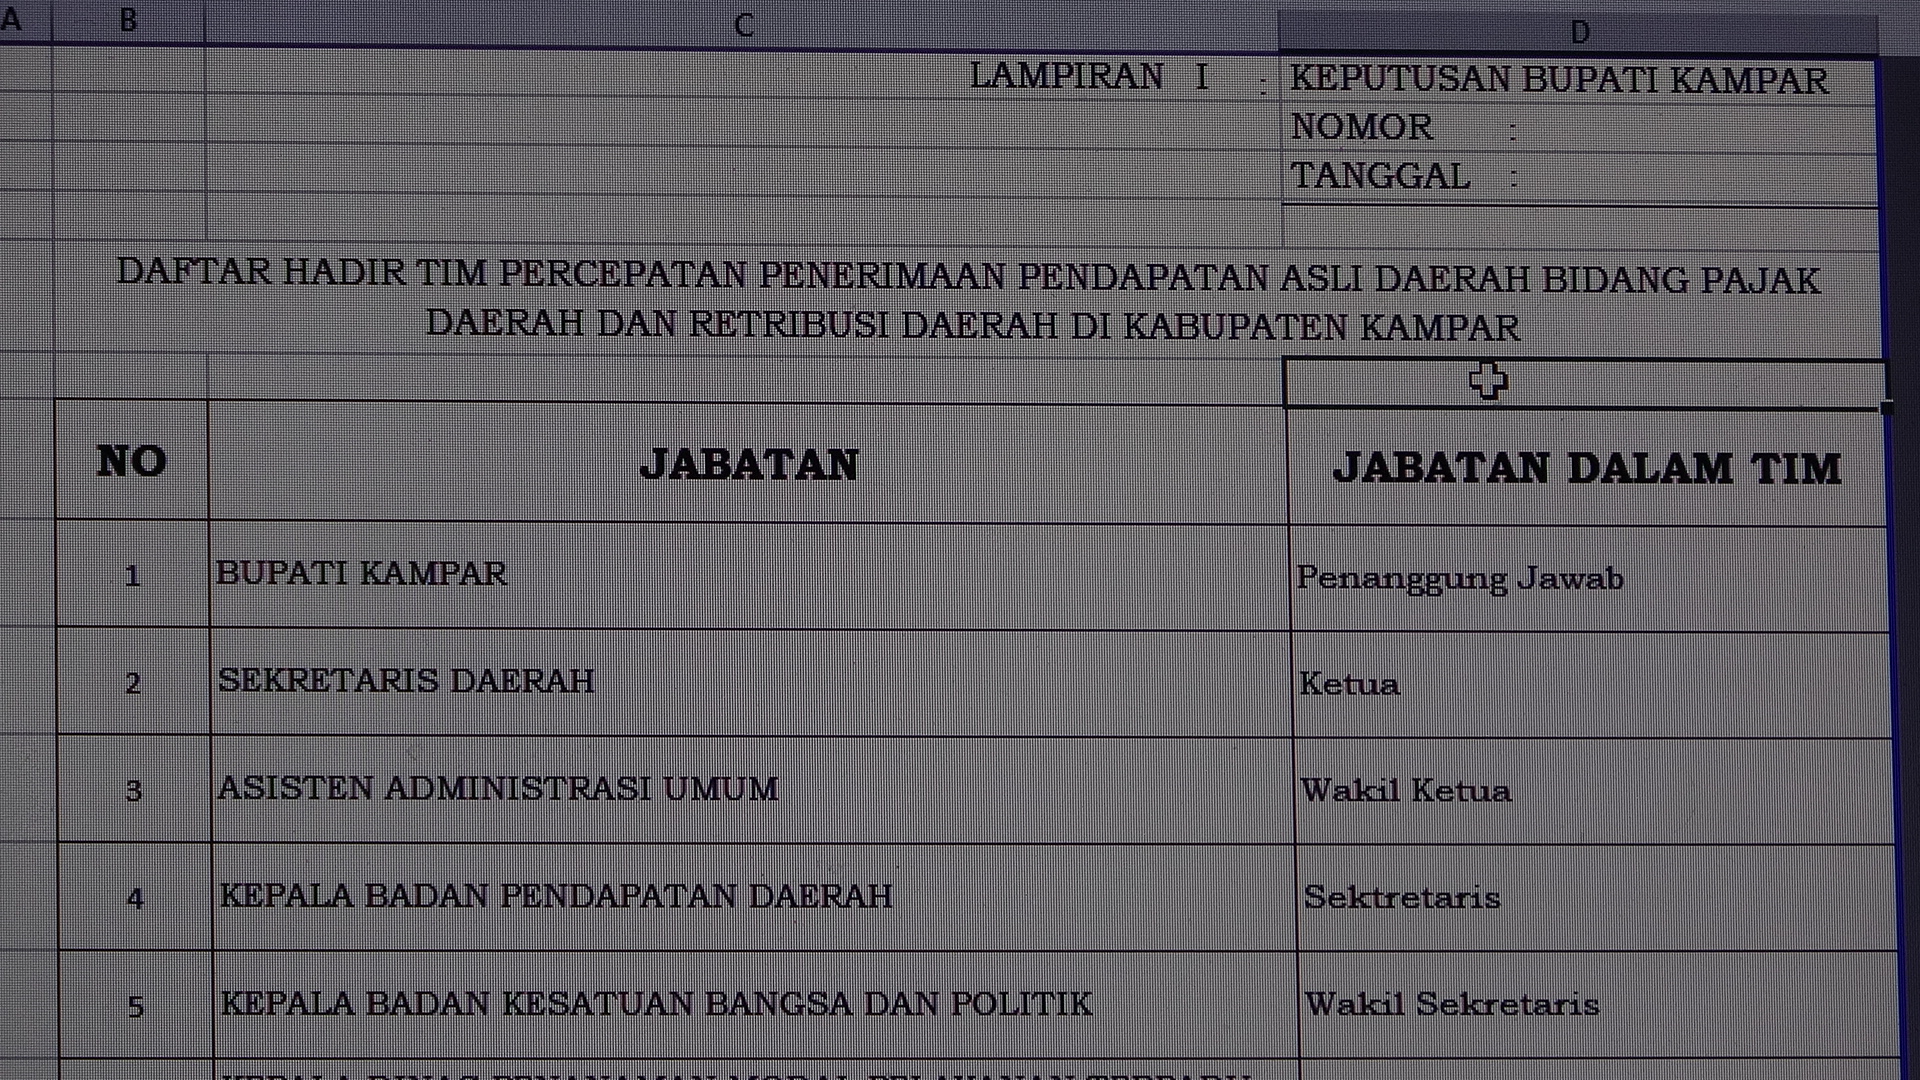 A B C D
LAMPIRAN I : KEPUTUSAN BUPATI KAMPAR
NOMOR :
TANGGAL :
DAFTAR HADIR TIM PERCEPATAN PENERIMAAN PENDAPATAN ASLI DAERAH BIDANG PAJAK
DAERAH DAN RETRIBUSI DAERAH DI KABUPATEN KAMPAR
NO JABATAN JABATAN DALAM TIM
1 BUPATI KAMPAR Penanggung Jawab
2 SEKRETARIS DAERAH Ketua
3 ASISTEN ADMINISTRASI UMUM Wakil Ketua
4 KEPALA BADAN PENDAPATAN DAERAH Sektretaris
5 KEPALA BADAN KESATUAN BANGSA DAN POLITIK Wakil Sekretaris